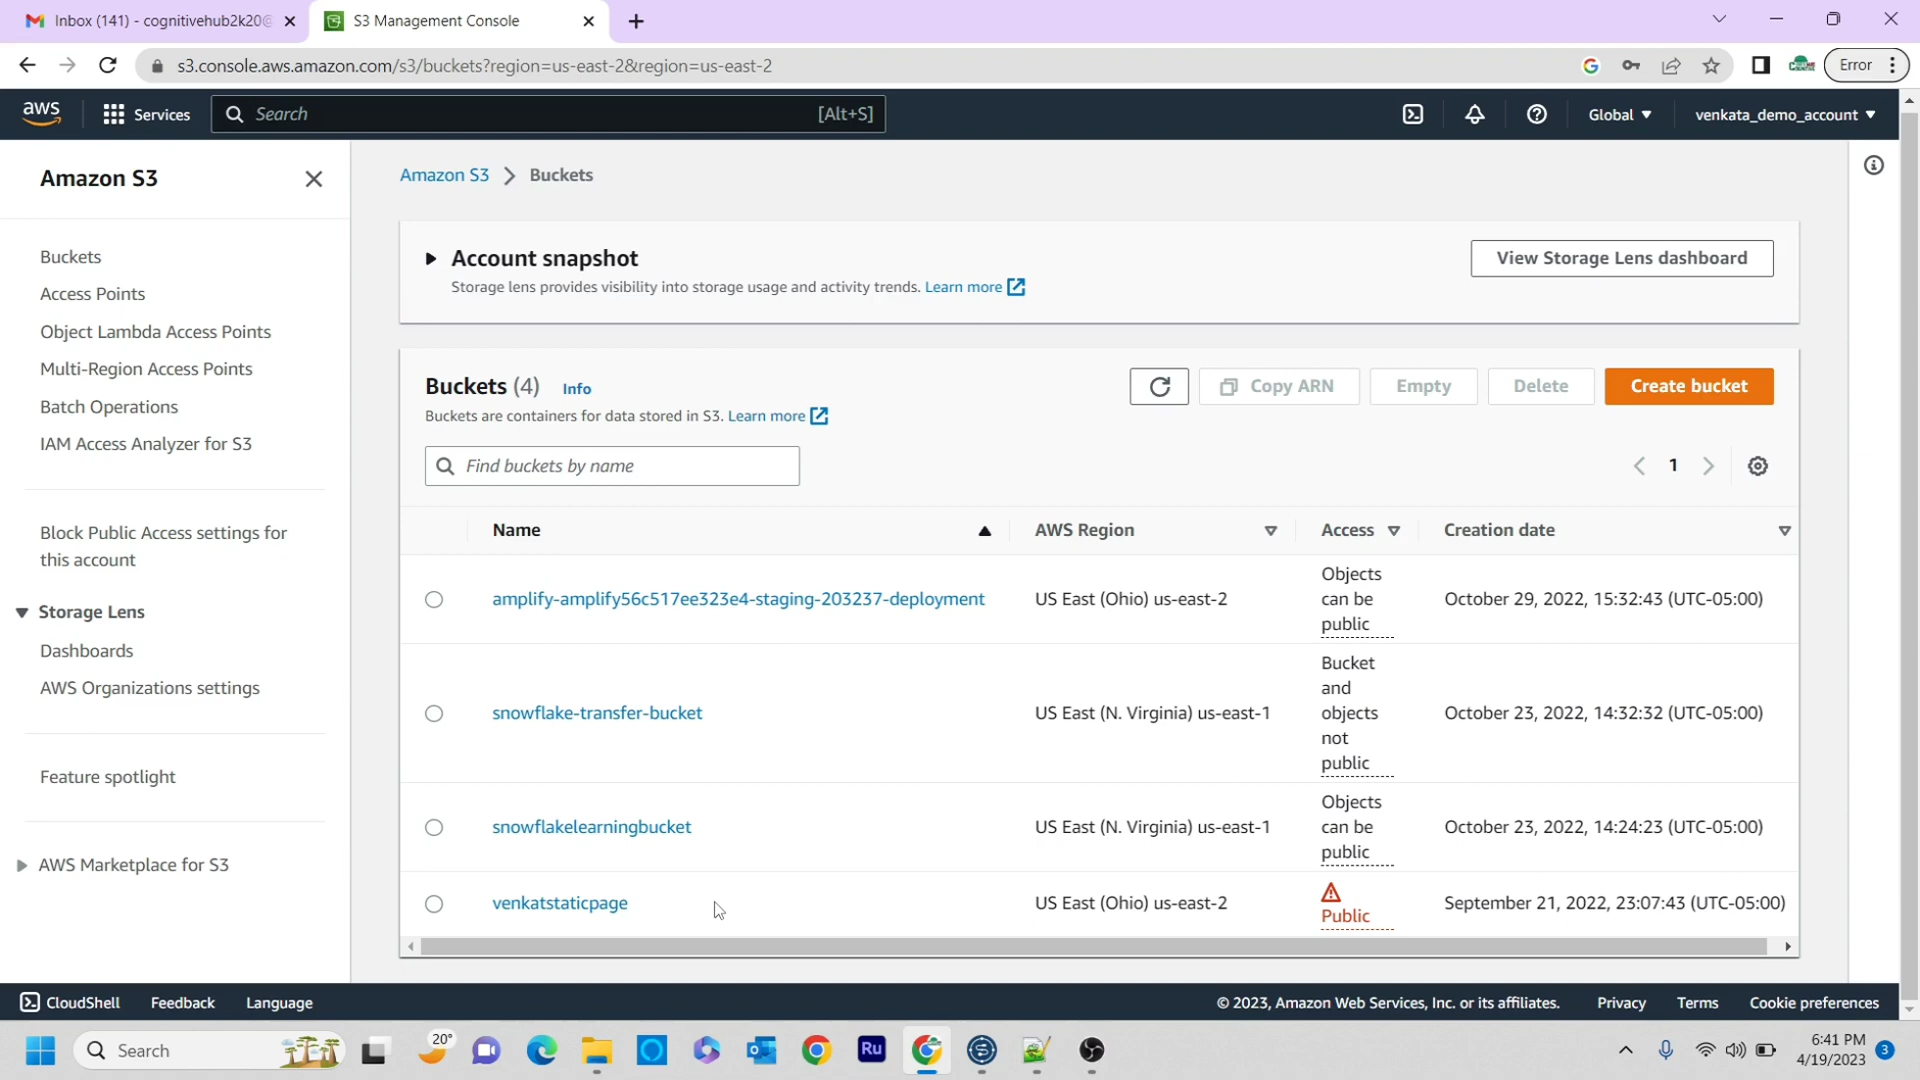 Inbox (141) - cognitivehub2k20@
S3 Management Console
s3.console.aws.amazon.com/s3/buckets?region=us-east-2&region=us-east-2
Error
aws
Services
Search
[Alt+S]
Global
venkata_demo_account
Amazon S3
Buckets
Access Points
Object Lambda Access Points
Multi-Region Access Points
Batch Operations
IAM Access Analyzer for S3
Block Public Access settings for
this account
Storage Lens
Dashboards
AWS Organizations settings
Feature spotlight
AWS Marketplace for S3
Amazon S3 > Buckets
Account snapshot
Storage lens provides visibility into storage usage and activity trends. Learn more
View Storage Lens dashboard
Buckets (4) Info
Buckets are containers for data stored in S3. Learn more
Copy ARN
Empty
Delete
Create bucket
Find buckets by name
1
Name
AWS Region
Access
Creation date
amplify-amplify56c517ee323e4-staging-203237-deployment
US East (Ohio) us-east-2
Objects
can be
public
October 29, 2022, 15:32:43 (UTC-05:00)
snowflake-transfer-bucket
US East (N. Virginia) us-east-1
Bucket
and
objects
not
public
October 23, 2022, 14:32:32 (UTC-05:00)
snowflakelearningbucket
US East (N. Virginia) us-east-1
Objects
can be
public
October 23, 2022, 14:24:23 (UTC-05:00)
venkatstaticpage
US East (Ohio) us-east-2
Public
September 21, 2022, 23:07:43 (UTC-05:00)
CloudShell
Feedback
Language
© 2023, Amazon Web Services, Inc. or its affiliates.
Privacy
Terms
Cookie preferences
Search
20°
Ru
6:41 PM
4/19/2023
3